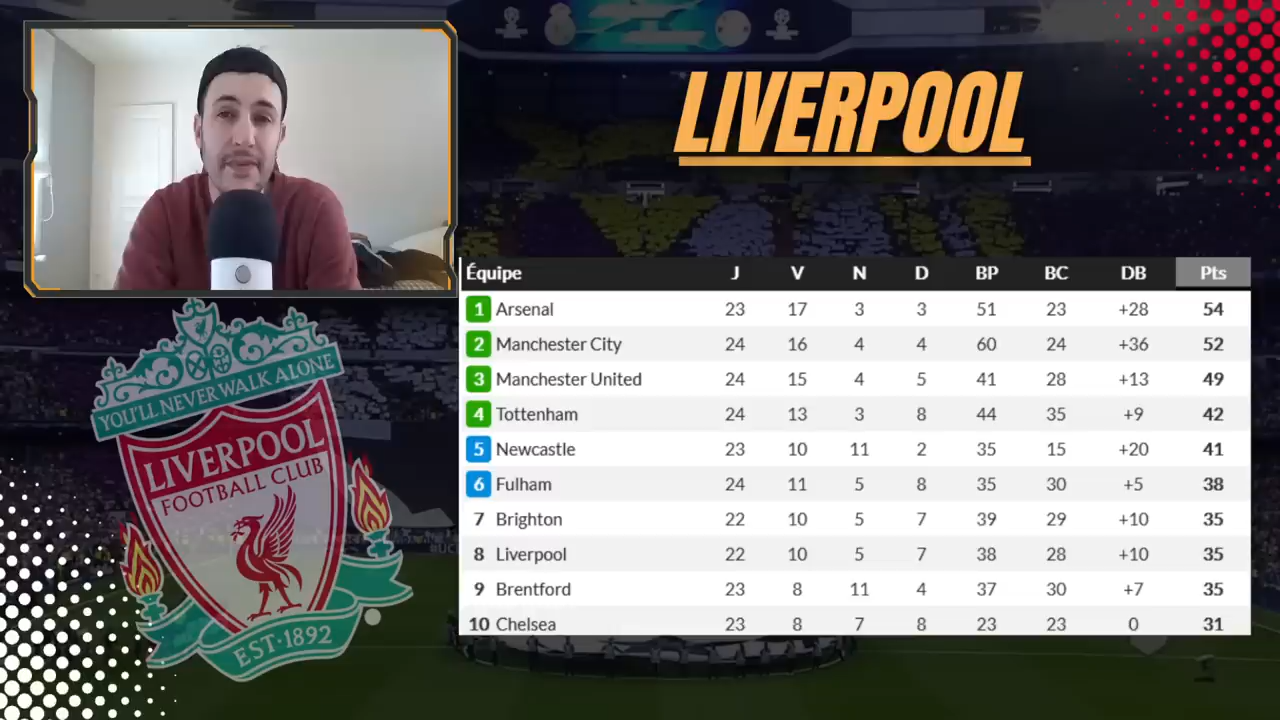 LIVERPOOL
Équipe J V N D BP BC DB Pts
1 Arsenal 23 17 3 3 51 23 +28 54
2 Manchester City 24 16 4 4 60 24 +36 52
3 Manchester United 24 15 4 5 41 28 +13 49
4 Tottenham 24 13 3 8 44 35 +9 42
5 Newcastle 23 10 11 2 35 15 +20 41
6 Fulham 24 11 5 8 35 30 +5 38
7 Brighton 22 10 5 7 39 29 +10 35
8 Liverpool 22 10 5 7 38 28 +10 35
9 Brentford 23 8 11 4 37 30 +7 35
10 Chelsea 23 8 7 8 23 23 0 31
YOU'LL NEVER WALK ALONE
LIVERPOOL
FOOTBALL CLUB
EST·1892